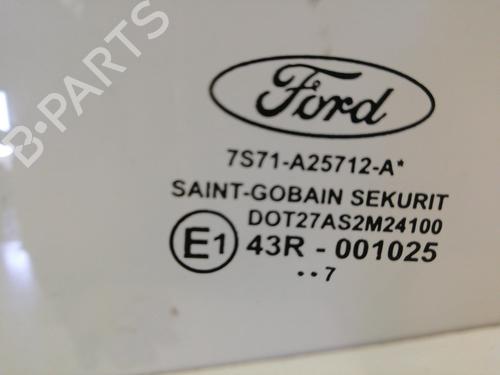 B·PARTS
Ford
7S71-A25712-A*
SAINT-GOBAIN SEKURIT
DOT27AS2M24100
E1 43R - 001025
••7